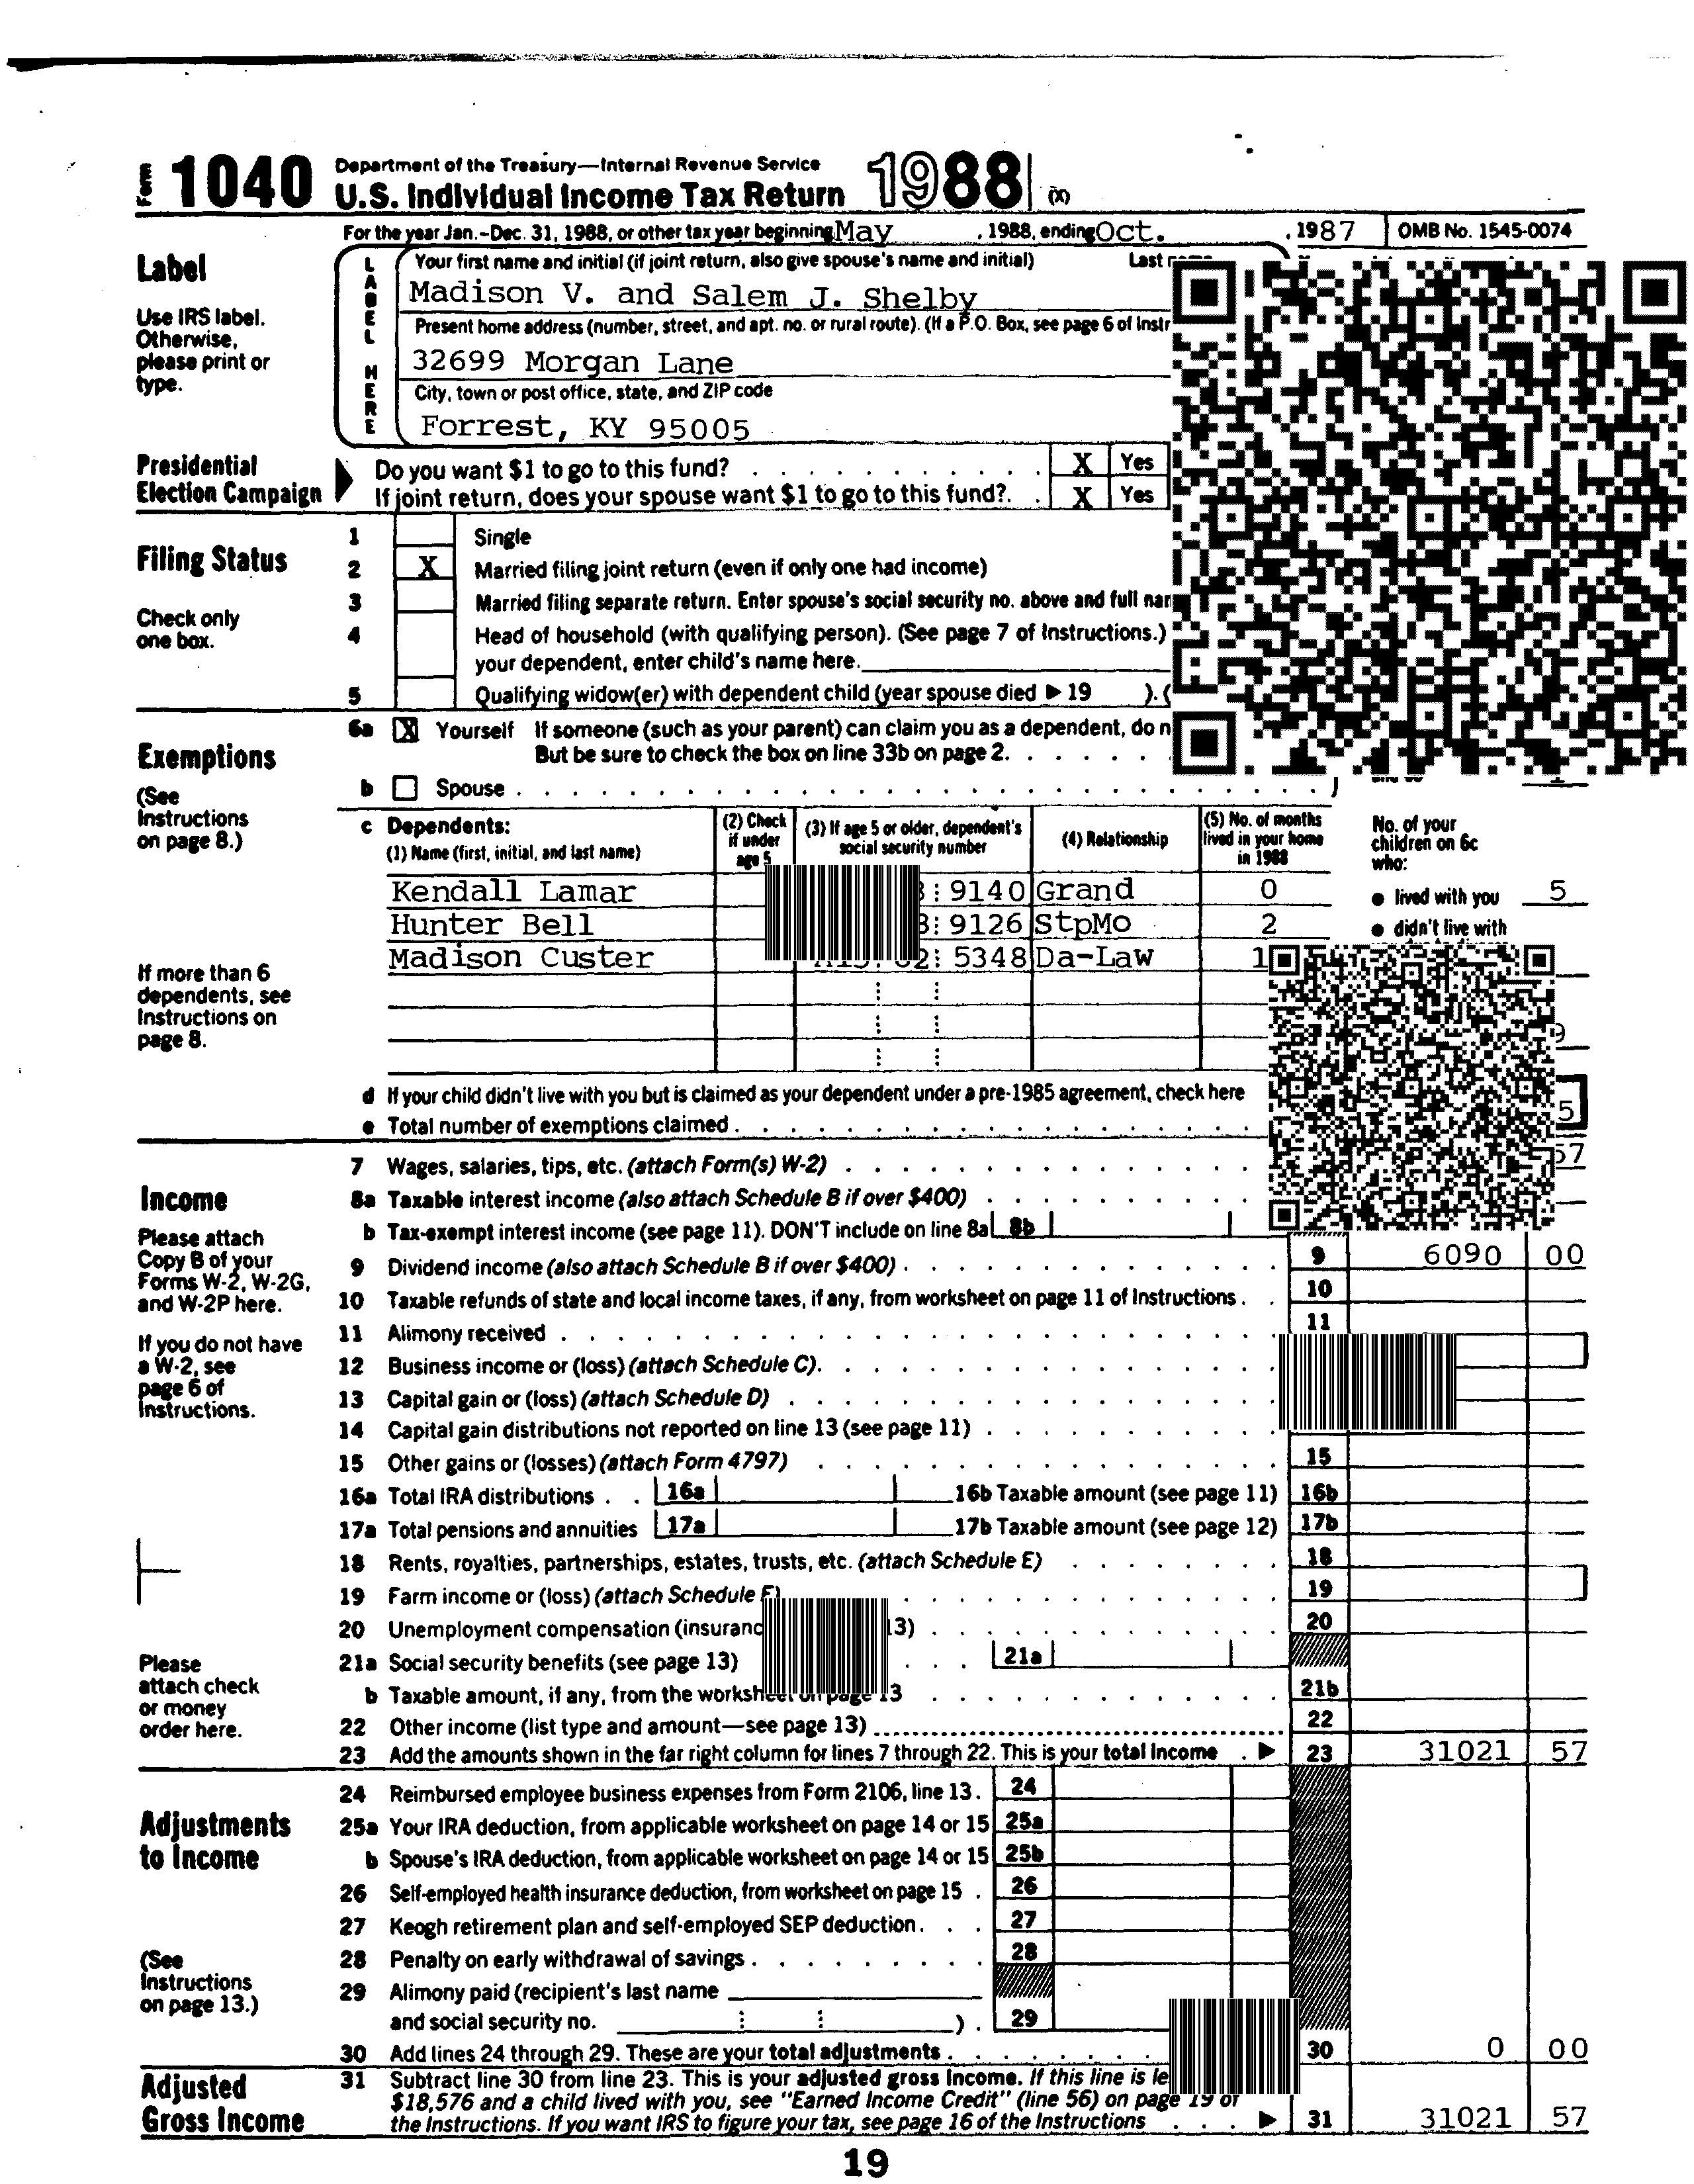 Form 1040 Department of the Treasury—Internal Revenue Service
U.S. Individual Income Tax Return 1988 (X)
For the year Jan.-Dec. 31, 1988, or other tax year beginning May , 1988, ending Oct. , 1987 OMB No. 1545-0074
Label
Use IRS label.
Otherwise,
please print or
type.
LABEL HERE
Your first name and initial (if joint return, also give spouse's name and initial) Last
Madison V. and Salem J. Shelby
Present home address (number, street, and apt. no. or rural route). (If a P.O. Box, see page 6 of Instr
32699 Morgan Lane
City, town or post office, state, and ZIP code
Forrest, KY 95005
Presidential
Election Campaign
Do you want $1 to go to this fund? X Yes
If joint return, does your spouse want $1 to go to this fund?. X Yes
Filing Status
Check only
one box.
1 Single
2 X Married filing joint return (even if only one had income)
3 Married filing separate return. Enter spouse's social security no. above and full
4 Head of household (with qualifying person). (See page 7 of Instructions.)
your dependent, enter child's name here.
5 Qualifying widow(er) with dependent child (year spouse died ▶ 19 ). (
Exemptions
(See
Instructions
on page 8.)
6a X Yourself If someone (such as your parent) can claim you as a dependent, do
But be sure to check the box on line 33b on page 2.
b Spouse
c Dependents:
(1) Name (first, initial, and last name)
(2) Check
if under
age 5
(3) If age 5 or older, dependent's
social security number
(4) Relationship
(5) No. of months
lived in your home
in 1988
No. of your
children on 6c
who:
Kendall Lamar 9140 Grand 0
● lived with you 5
Hunter Bell 9126 StpMo 2
● didn't live with
Madison Custer 5348 Da-Law 1
If more than 6
dependents, see
Instructions on
page 8.
d If your child didn't live with you but is claimed as your dependent under a pre-1985 agreement, check here
e Total number of exemptions claimed . 5
Income
Please attach
Copy B of your
Forms W-2, W-2G,
and W-2P here.
If you do not have
a W-2, see
page 6 of
Instructions.
7 Wages, salaries, tips, etc. (attach Form(s) W-2) 57
8a Taxable interest income (also attach Schedule B if over $400)
b Tax-exempt interest income (see page 11). DON'T include on line 8a 8b
9 Dividend income (also attach Schedule B if over $400) 9 6090 00
10 Taxable refunds of state and local income taxes, if any, from worksheet on page 11 of Instructions 10
11 Alimony received 11
12 Business income or (loss) (attach Schedule C).
13 Capital gain or (loss) (attach Schedule D)
14 Capital gain distributions not reported on line 13 (see page 11)
15 Other gains or (losses) (attach Form 4797) 15
16a Total IRA distributions 16a 16b Taxable amount (see page 11) 16b
17a Total pensions and annuities 17a 17b Taxable amount (see page 12) 17b
18 Rents, royalties, partnerships, estates, trusts, etc. (attach Schedule E) 18
19 Farm income or (loss) (attach Schedule F) 19
20 Unemployment compensation 13) 20
Please
attach check
or money
order here.
21a Social security benefits (see page 13) 21a
b Taxable amount, if any, from the worksheet on page 13 21b
22 Other income (list type and amount—see page 13) 22
23 Add the amounts shown in the far right column for lines 7 through 22. This is your total income ▶ 23 31021 57
Adjustments
to Income
(See
Instructions
on page 13.)
24 Reimbursed employee business expenses from Form 2106, line 13. 24
25a Your IRA deduction, from applicable worksheet on page 14 or 15 25a
b Spouse's IRA deduction, from applicable worksheet on page 14 or 15 25b
26 Self-employed health insurance deduction, from worksheet on page 15 26
27 Keogh retirement plan and self-employed SEP deduction. 27
28 Penalty on early withdrawal of savings 28
29 Alimony paid (recipient's last name
and social security no. ) 29
30 Add lines 24 through 29. These are your total adjustments 30 0 00
Adjusted
Gross Income
31 Subtract line 30 from line 23. This is your adjusted gross income. If this line is
$18,576 and a child lived with you, see "Earned Income Credit" (line 56) on page 19 of
the Instructions. If you want IRS to figure your tax, see page 16 of the Instructions ▶ 31 31021 57
19